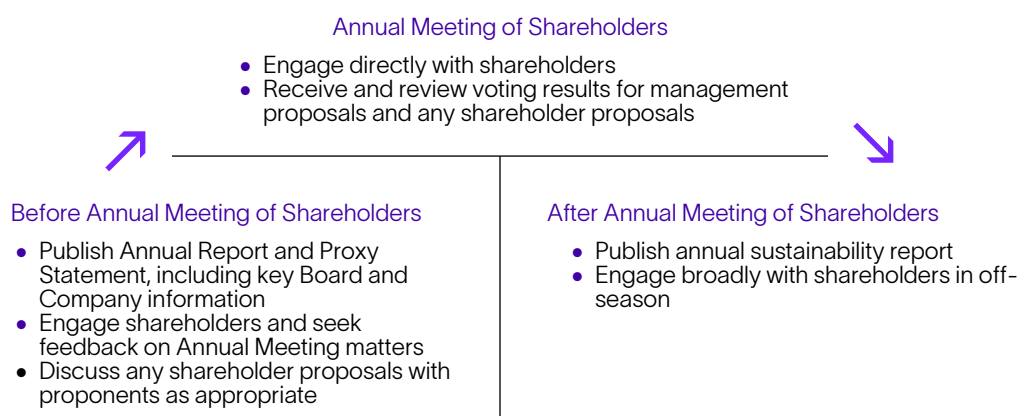 Annual Meeting of Shareholders
• Engage directly with shareholders
• Receive and review voting results for management
proposals and any shareholder proposals
Before Annual Meeting of Shareholders
• Publish Annual Report and Proxy
Statement, including key Board and
Company information
• Engage shareholders and seek
feedback on Annual Meeting matters
• Discuss any shareholder proposals with
proponents as appropriate
After Annual Meeting of Shareholders
• Publish annual sustainability report
• Engage broadly with shareholders in off-
season